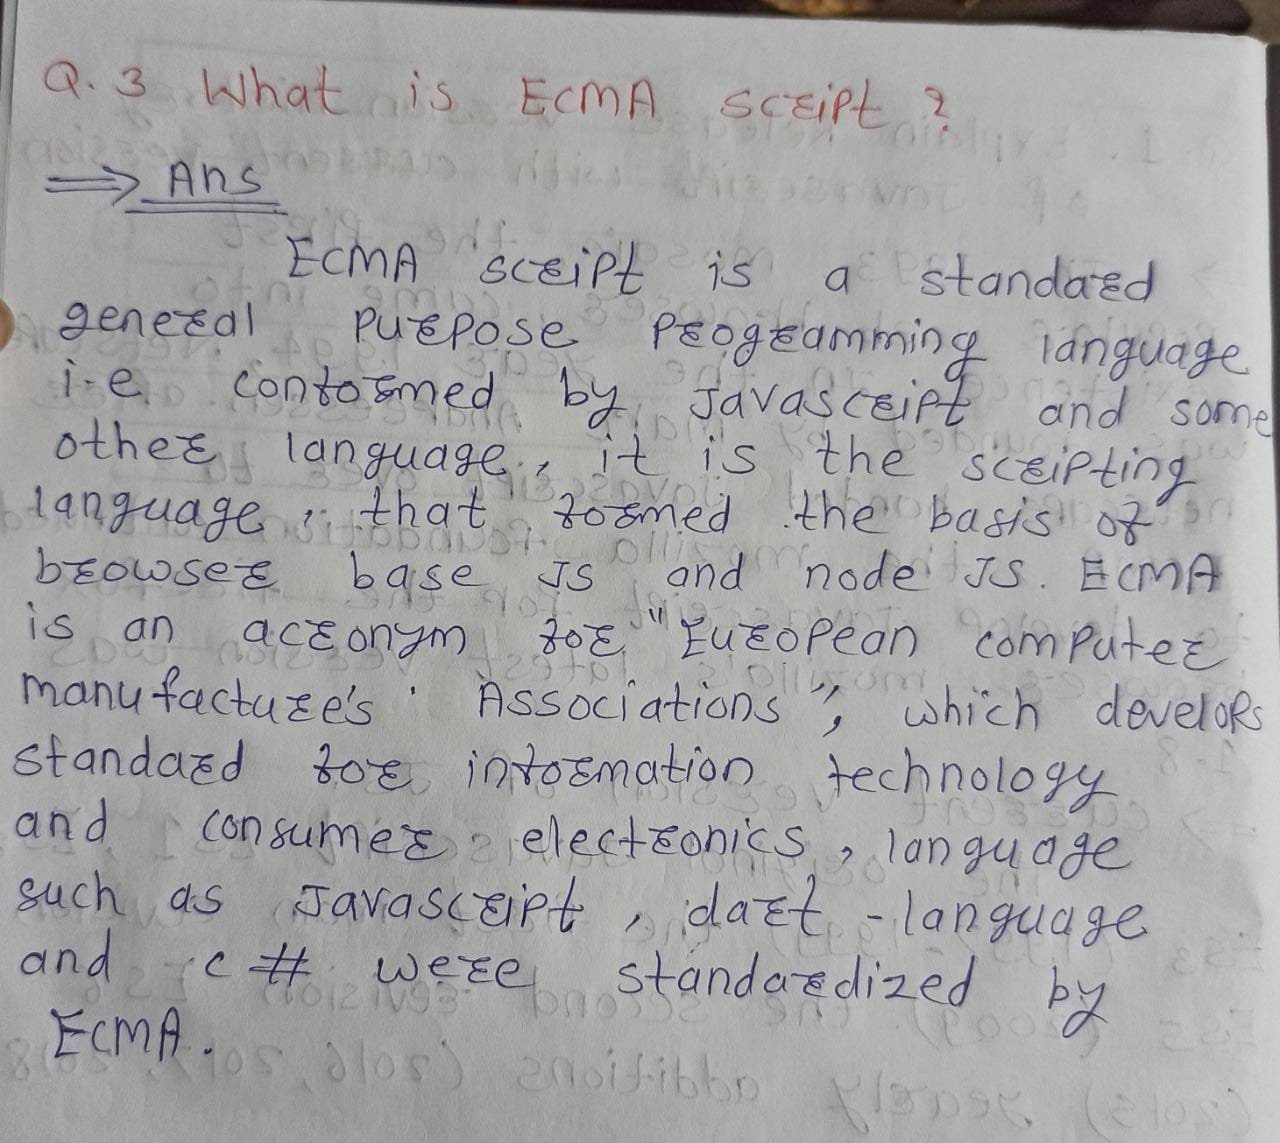 Q. 3 What is ECMA script ?
⇒ Ans
ECMA script is a standard
general purpose programming language
i.e conformed by Javascript and some
other language, it is the scripting
language, that formed the basis of
browser base JS and node JS. ECMA
is an acronym for "European computer
manufacture's Associations", which develops
standard for information technology
and consumer electronics, language
such as Javascript, dart -language
and c # were standardized by
ECMA.